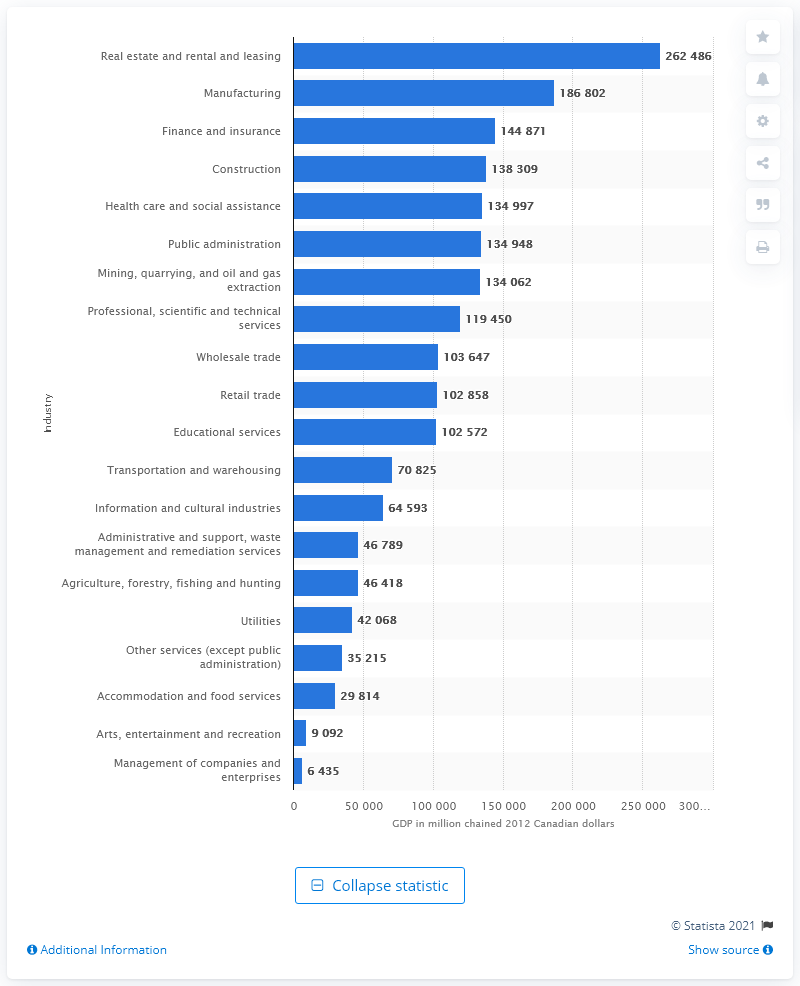 Real estate and rental and leasing 262 486
Manufacturing 186 802
Finance and insurance 144 871
Construction 138 309
Health care and social assistance 134 997
Public administration 134 948
Mining, quarrying, and oil and gas
extraction 134 062
Professional, scientific and technical
services 119 450
Wholesale trade 103 647
Retail trade 102 858
Industry
Educational services 102 572
Transportation and warehousing 70 825
Information and cultural industries 64 593
Administrative and support, waste
management and remediation services 46 789
Agriculture, forestry, fishing and hunting 46 418
Utilities 42 068
Other services (except public
administration) 35 215
Accommodation and food services 29 814
Arts, entertainment and recreation 9 092
Management of companies and
enterprises 6 435
0 50 000 100 000 150 000 200 000 250 000 300...
GDP in million chained 2012 Canadian dollars
Collapse statistic
© Statista 2021
Additional Information Show source